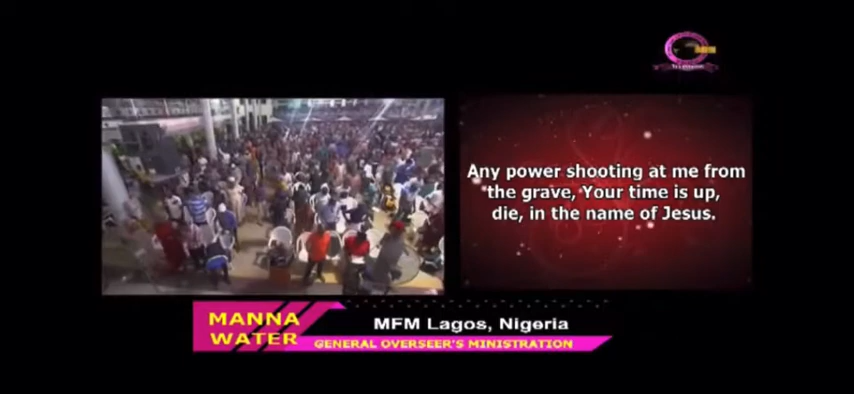 Any power shooting at me from
the grave, Your time is up,
die, in the name of Jesus.
MANNA
WATER
MFM Lagos, Nigeria
GENERAL OVERSEER'S MINISTRATION